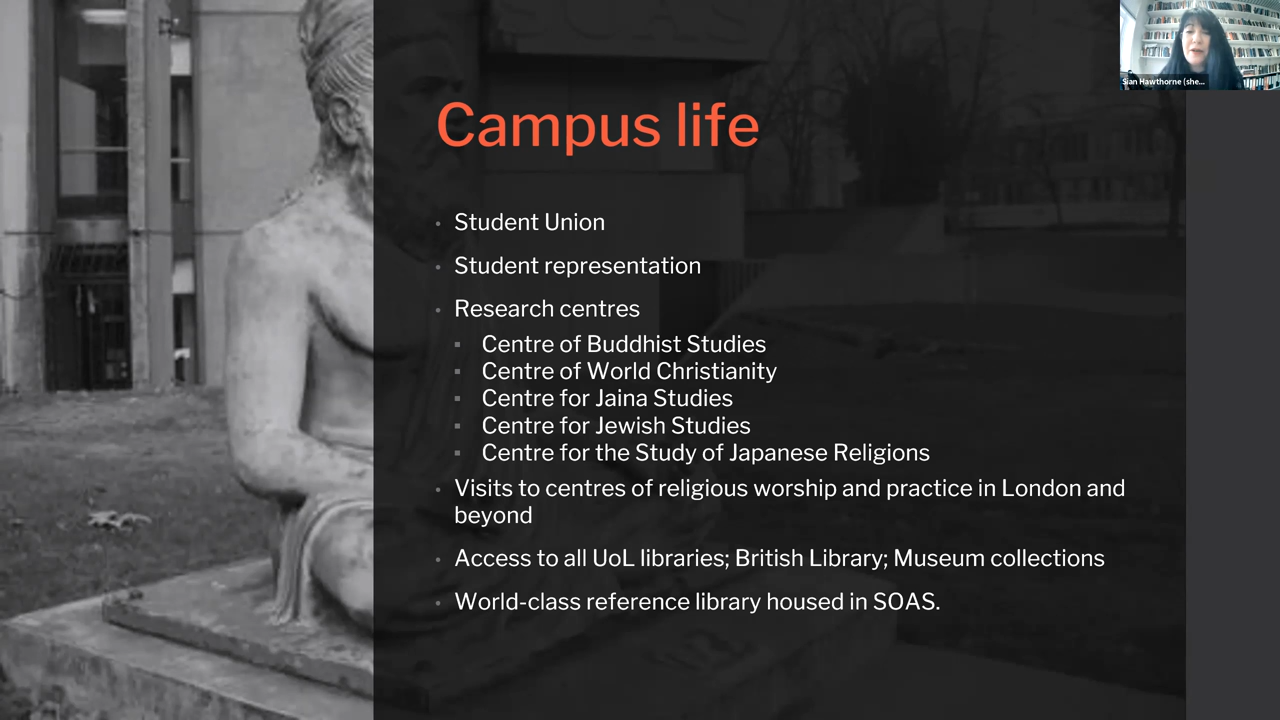 Sian Hawthorne (she...
Campus life
Student Union
Student representation
Research centres
Centre of Buddhist Studies
Centre of World Christianity
Centre for Jaina Studies
Centre for Jewish Studies
Centre for the Study of Japanese Religions
Visits to centres of religious worship and practice in London and
beyond
Access to all UoL libraries; British Library; Museum collections
World-class reference library housed in SOAS.